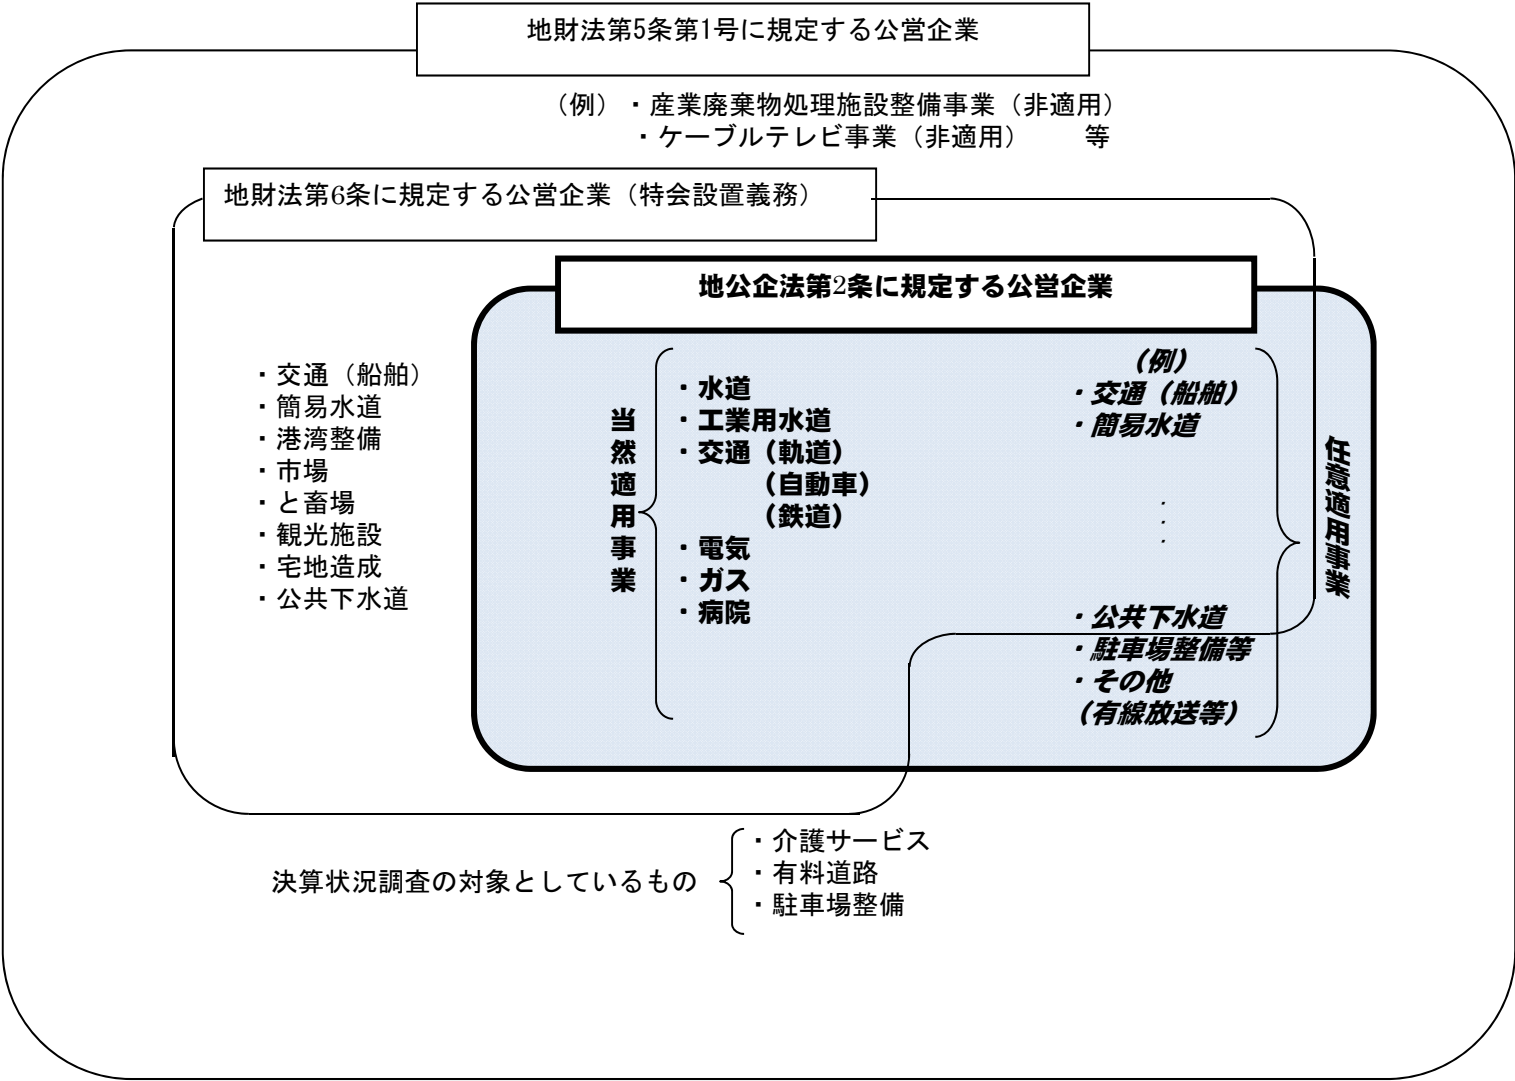 地財法第5条第1号に規定する公営企業
（例）・産業廃棄物処理施設整備事業（非適用）
・ケーブルテレビ事業（非適用）　　等
地財法第6条に規定する公営企業（特会設置義務）
地公企法第2条に規定する公営企業
・交通（船舶）
・簡易水道
・港湾整備
・市場
・と畜場
・観光施設
・宅地造成
・公共下水道
当然適用事業
・水道
・工業用水道
・交通（軌道）
（自動車）
（鉄道）
・電気
・ガス
・病院
（例）
・交通（船舶）
・簡易水道
・
・
・
・公共下水道
・駐車場整備等
・その他
（有線放送等）
任意適用事業
決算状況調査の対象としているもの
・介護サービス
・有料道路
・駐車場整備